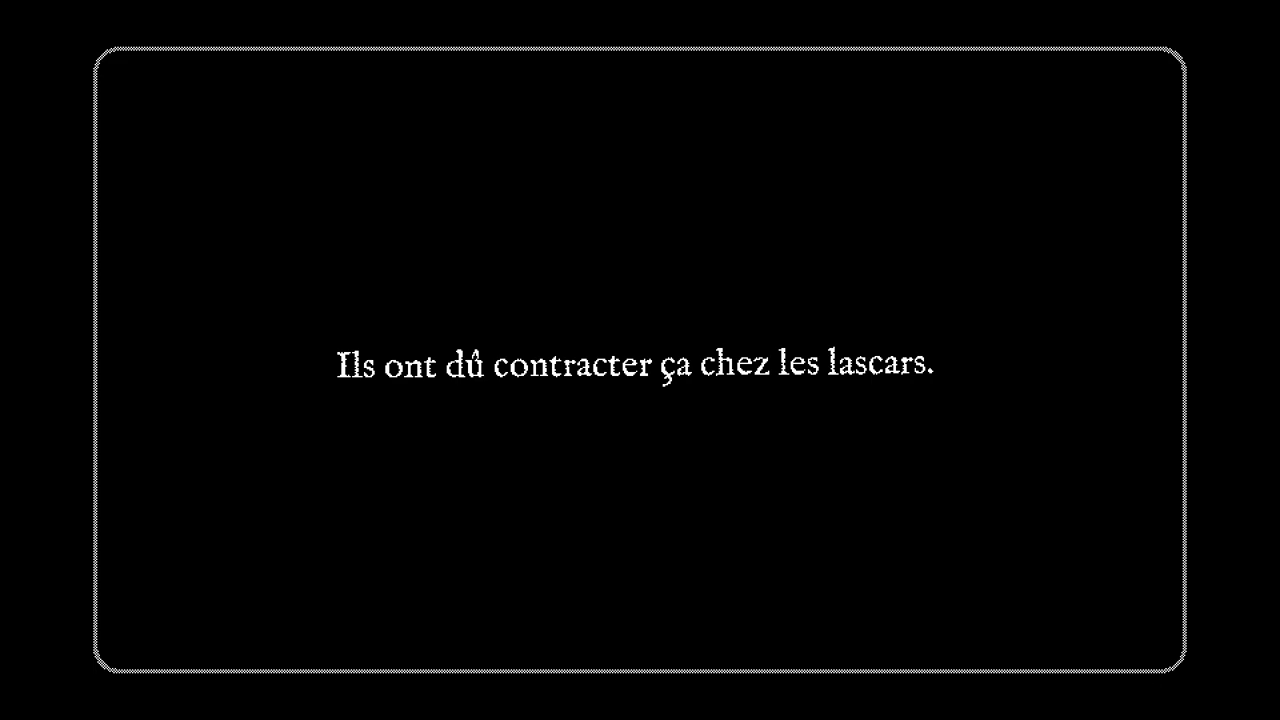 Ils ont dû contracter ça chez les lascars.